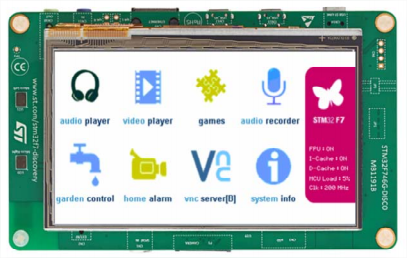 audio player
video player
games
audio recorder
STM32 F7
FPU : ON
I-Cache : ON
D-Cache : ON
MCU Load : 5%
Clk : 200 MHz
garden control
home alarm
vnc server[D]
system info
www.st.com/stm32f7-discovery
STM32F746G-DISCO
MB1191B